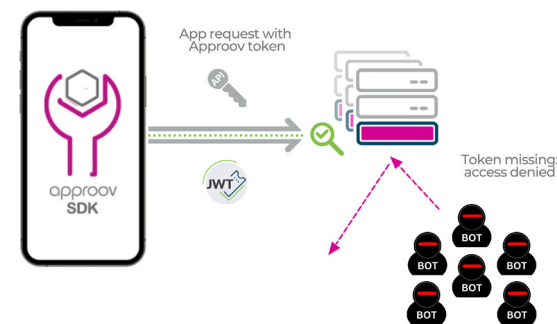 App request with
Approov token
API
approov
SDK
JWT
Token missing:
access denied
BOT
BOT
BOT
BOT
BOT
BOT